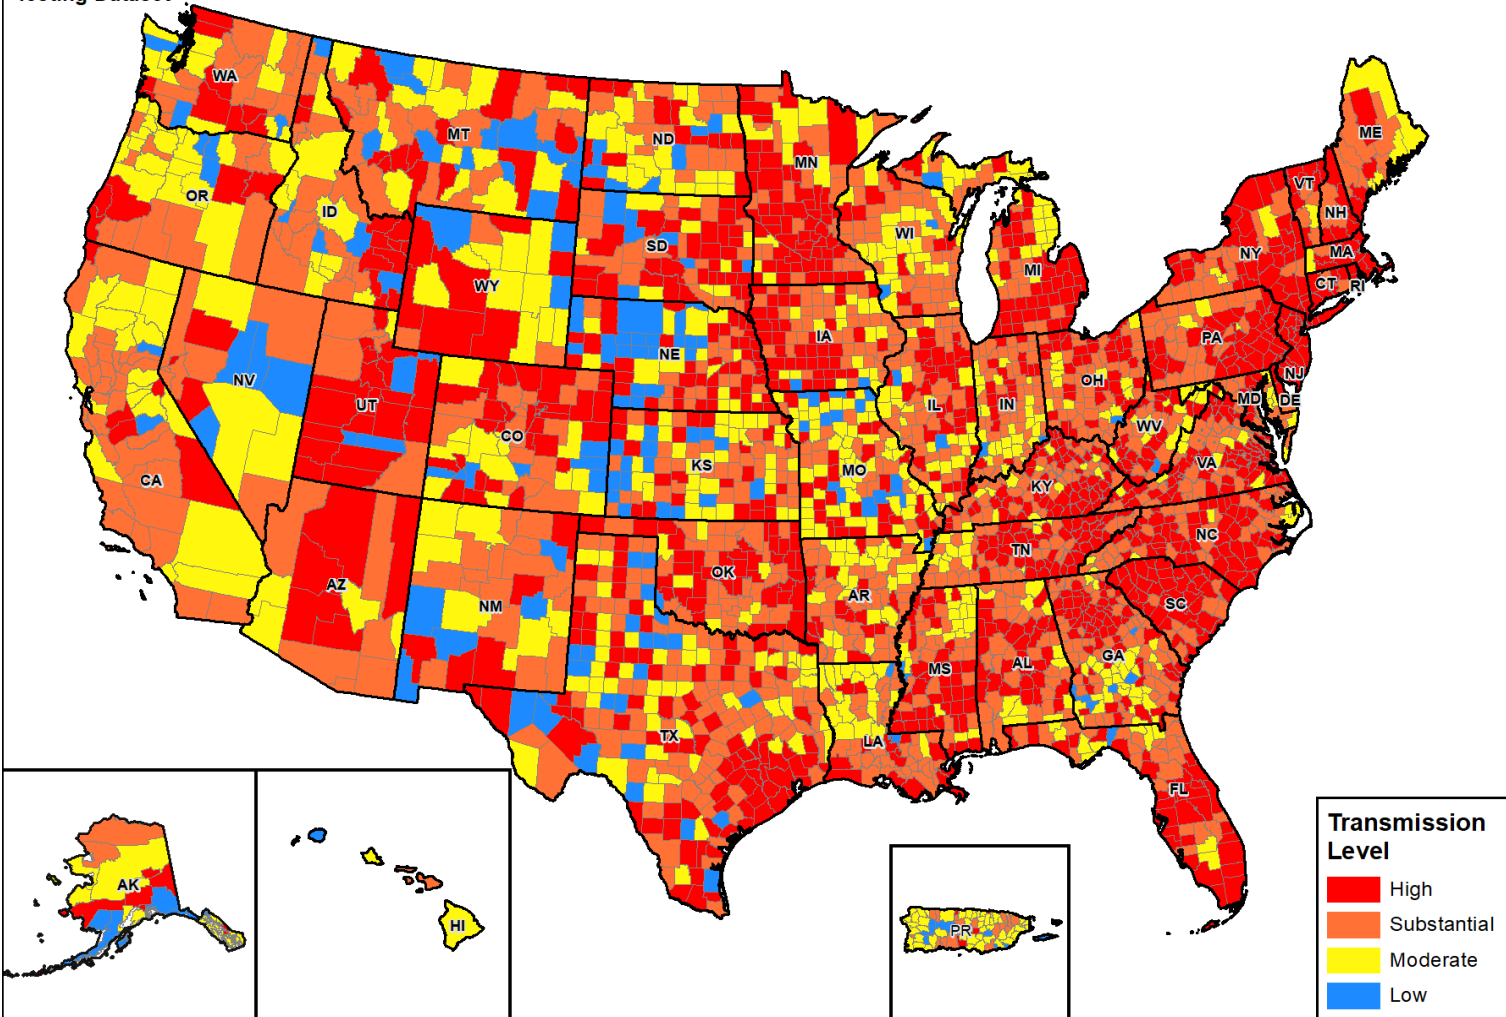 WA
MT
ND
MN
ME
OR
ID
SD
WI
VT
NH
NY
MA
MI
CT
RI
WY
IA
PA
NE
NV
OH
NJ
UT
IL
IN
MD
DE
CO
WV
KS
MO
VA
CA
KY
NC
TN
OK
AZ
AR
NM
SC
MS
AL
GA
TX
LA
FL
AK
HI
PR
Transmission
Level
High
Substantial
Moderate
Low